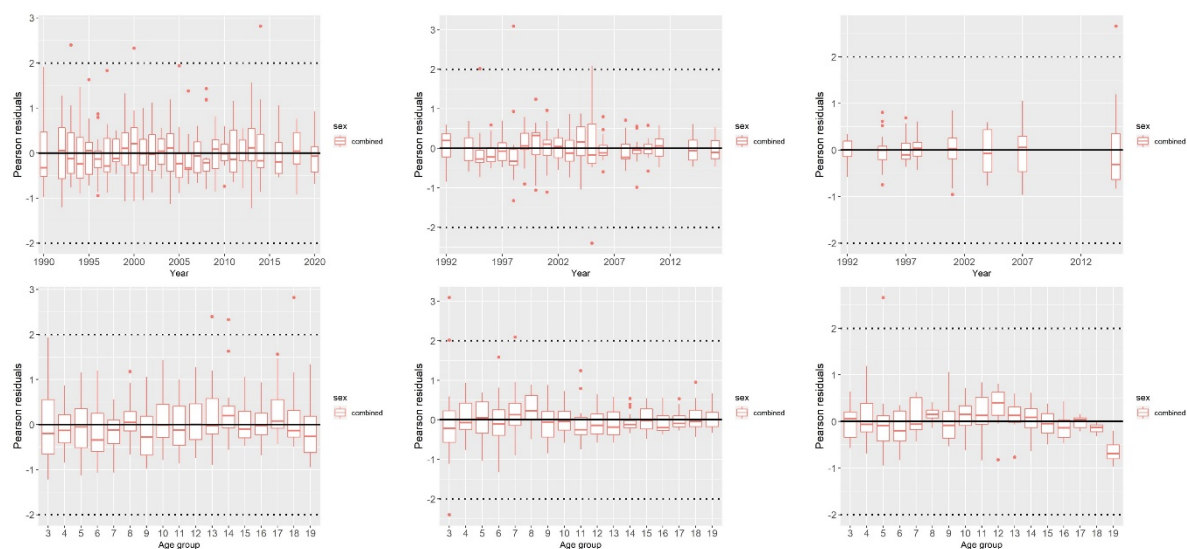 3
2
1
0
-1
-2
Pearson residuals
1990 1995 2000 2005 2010 2015 2020
Year
sex
combined
3
2
1
0
-1
-2
Pearson residuals
1992 1997 2002 2007 2012
Year
sex
combined
2
1
0
-1
-2
Pearson residuals
1992 1997 2002 2007 2012
Year
sex
combined
3
2
1
0
-1
-2
Pearson residuals
3 4 5 6 7 8 9 10 11 12 13 14 15 16 17 18 19
Age group
sex
combined
3
2
1
0
-1
-2
Pearson residuals
3 4 5 6 7 8 9 10 11 12 13 14 15 16 17 18 19
Age group
sex
combined
2
1
0
-1
-2
Pearson residuals
3 4 5 6 7 8 9 10 11 12 13 14 15 16 17 18 19
Age group
sex
combined